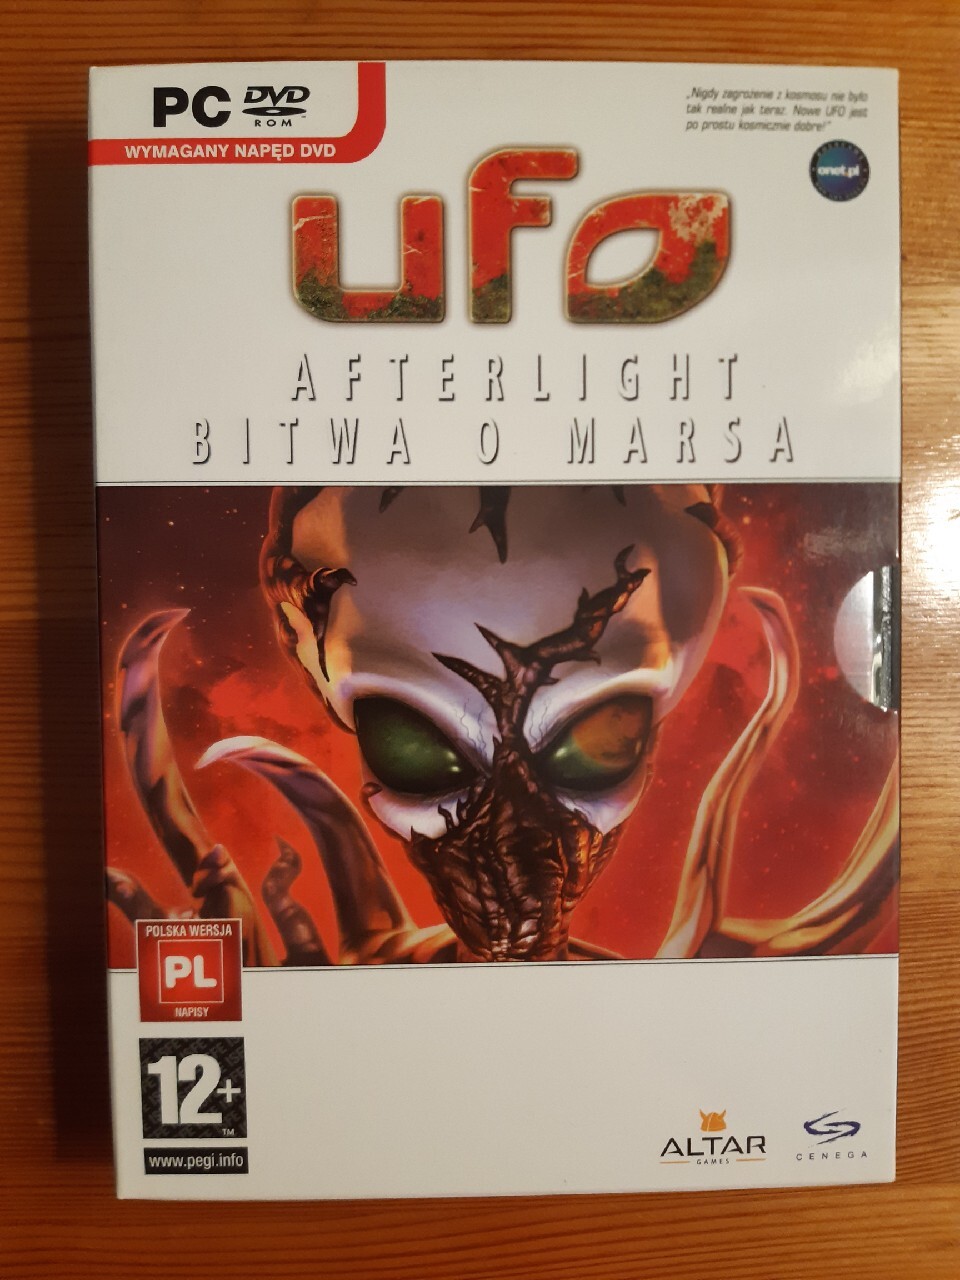 PC DVD
ROM
WYMAGANY NAPĘD DVD
„Nigdy zagrożenie z kosmosu nie było
tak realne jak teraz. Nowe UFO jest
po prostu kosmicznie dobre!”
onet.pl
ufo
AFTERLIGHT
BITWA O MARSA
POLSKA WERSJA
PL
NAPISY
12+
TM
www.pegi.info
ALTAR
GAMES
CENEGA